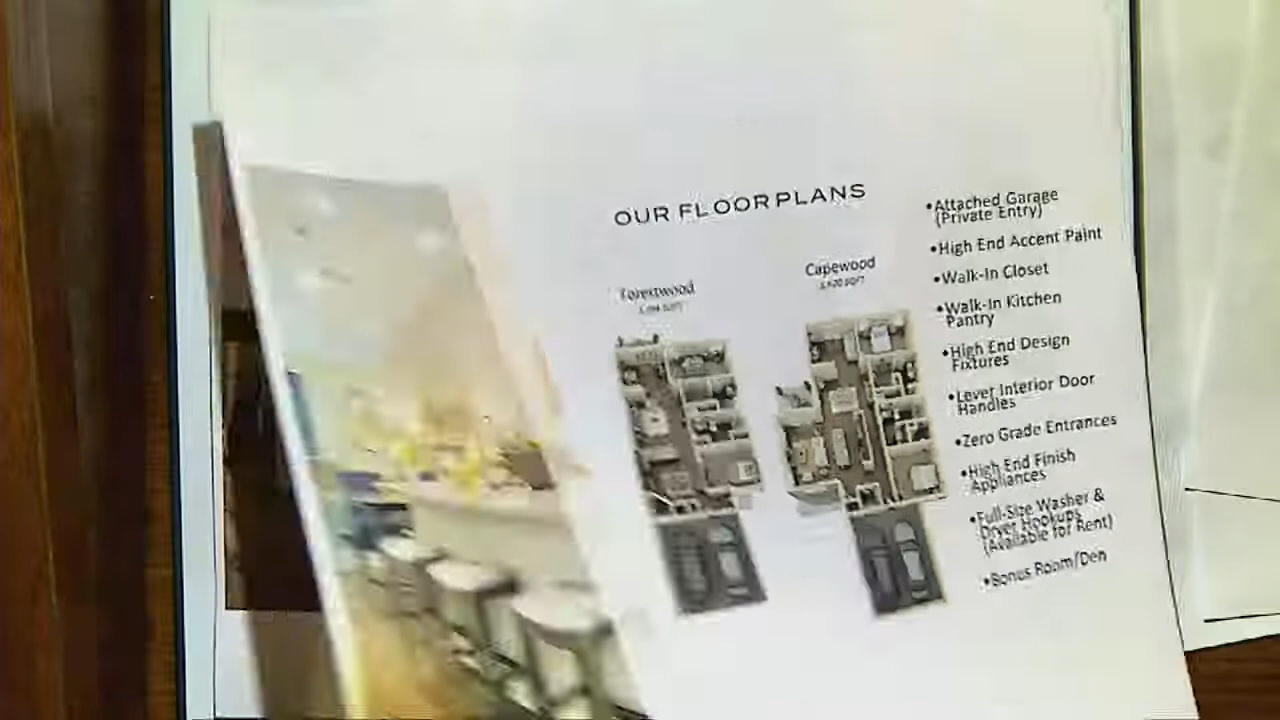 OUR FLOORPLANS
Forestwood
Capewood
SQFT
•Attached Garage
(Private Entry)
•High End Accent Paint
•Walk-In Closet
•Walk-In Kitchen
Pantry
•High End Design
Fixtures
•Lever Interior Door
Handles
•Zero Grade Entrances
•High End Finish
Appliances
•Full-Size Washer &
Dryer Hookups
(Available for Rent)
•Bonus Room/Den